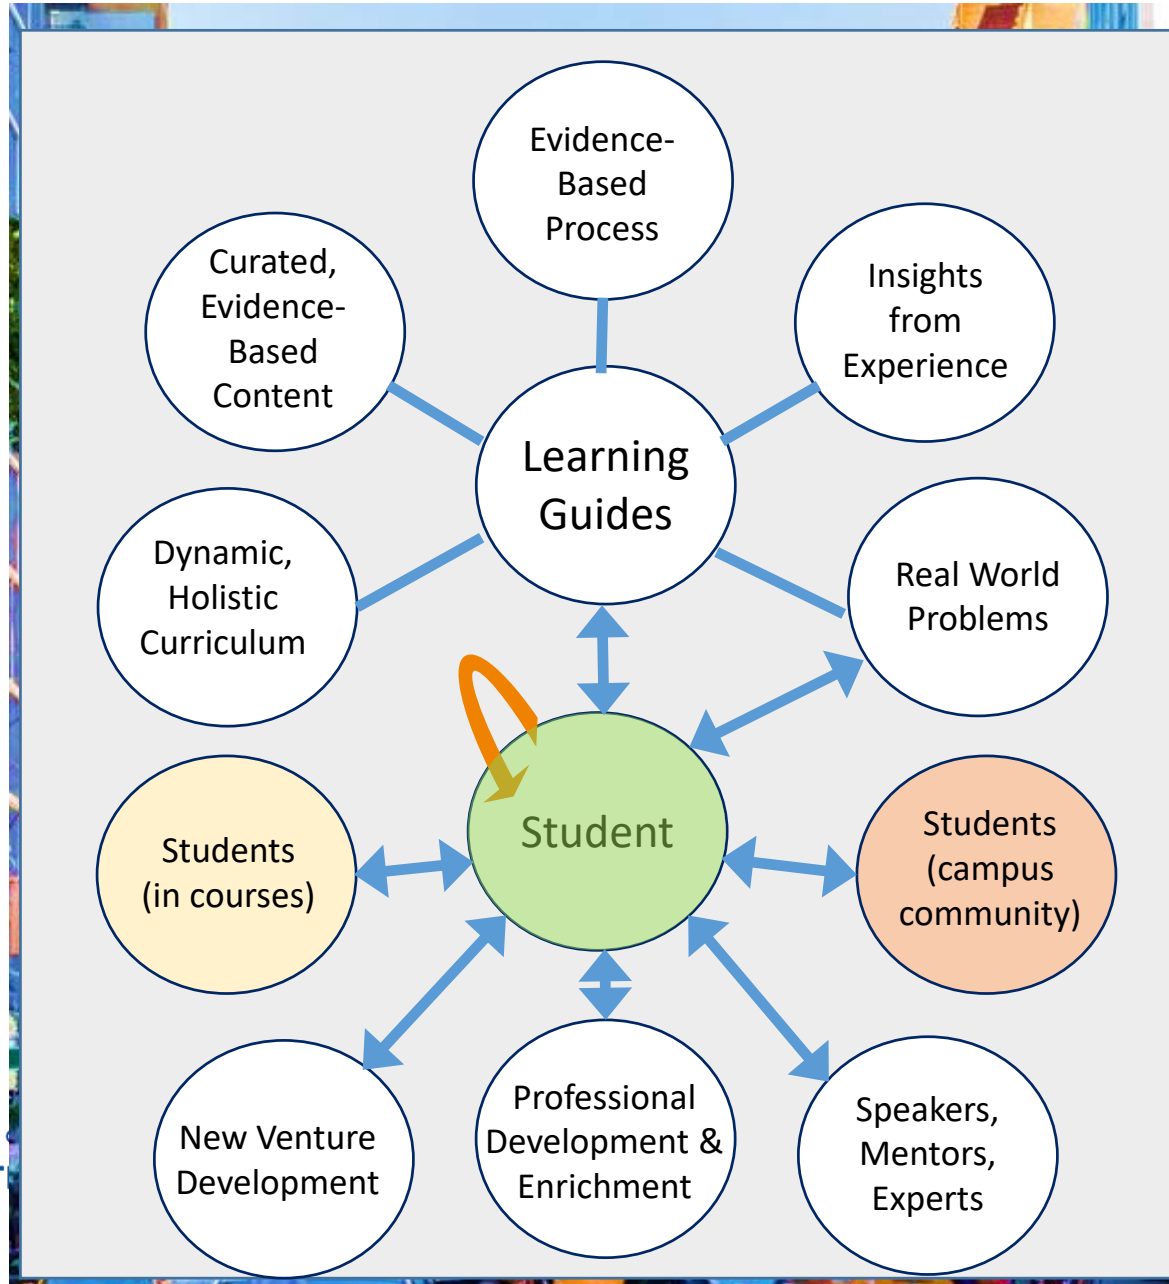 Evidence-
Based
Process
Curated,
Evidence-
Based
Content
Insights
from
Experience
Learning
Guides
Dynamic,
Holistic
Curriculum
Real World
Problems
Student
Students
(in courses)
Students
(campus
community)
New Venture
Development
Professional
Development &
Enrichment
Speakers,
Mentors,
Experts